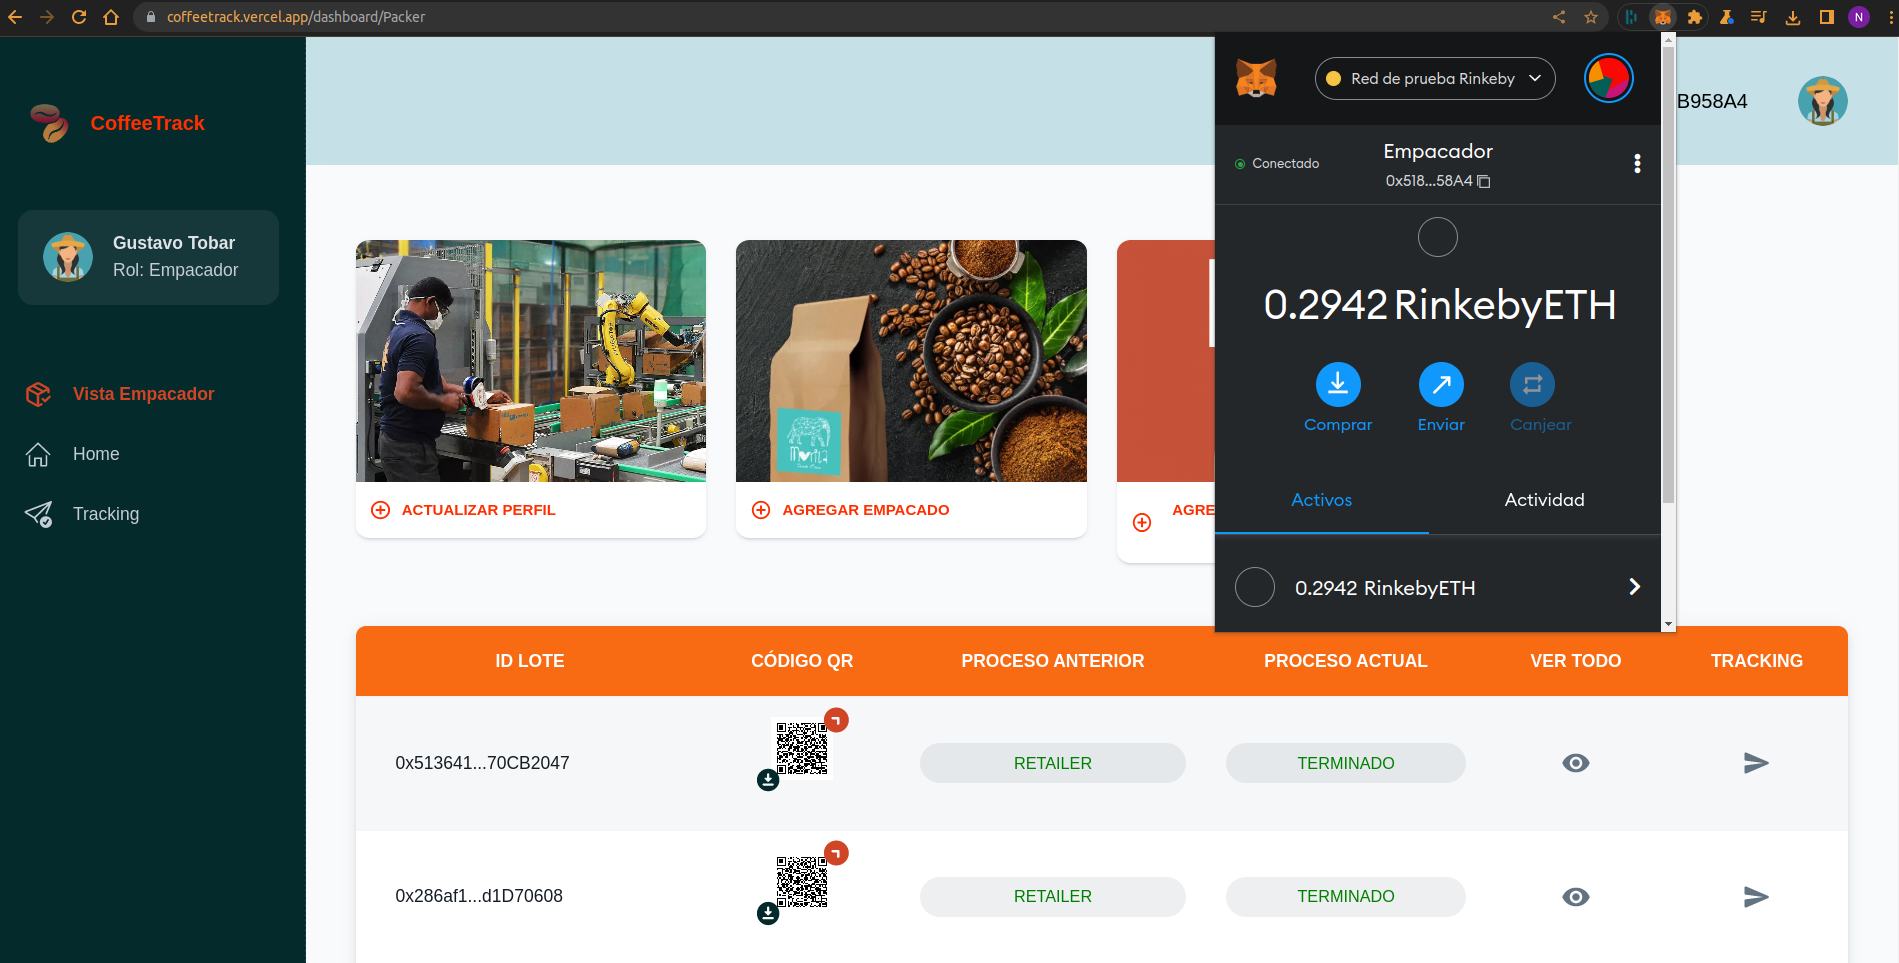 coffeetrack.vercel.app/dashboard/Packer
N
CoffeeTrack
Gustavo Tobar
Rol: Empacador
Vista Empacador
Home
Tracking
B958A4
Red de prueba Rinkeby
Conectado
Empacador
0x518...58A4
0.2942 RinkebyETH
Comprar
Enviar
Canjear
Activos
Actividad
0.2942 RinkebyETH
ACTUALIZAR PERFIL
AGREGAR EMPACADO
AGRE
ID LOTE
CÓDIGO QR
PROCESO ANTERIOR
PROCESO ACTUAL
VER TODO
TRACKING
0x513641...70CB2047
RETAILER
TERMINADO
0x286af1...d1D70608
RETAILER
TERMINADO